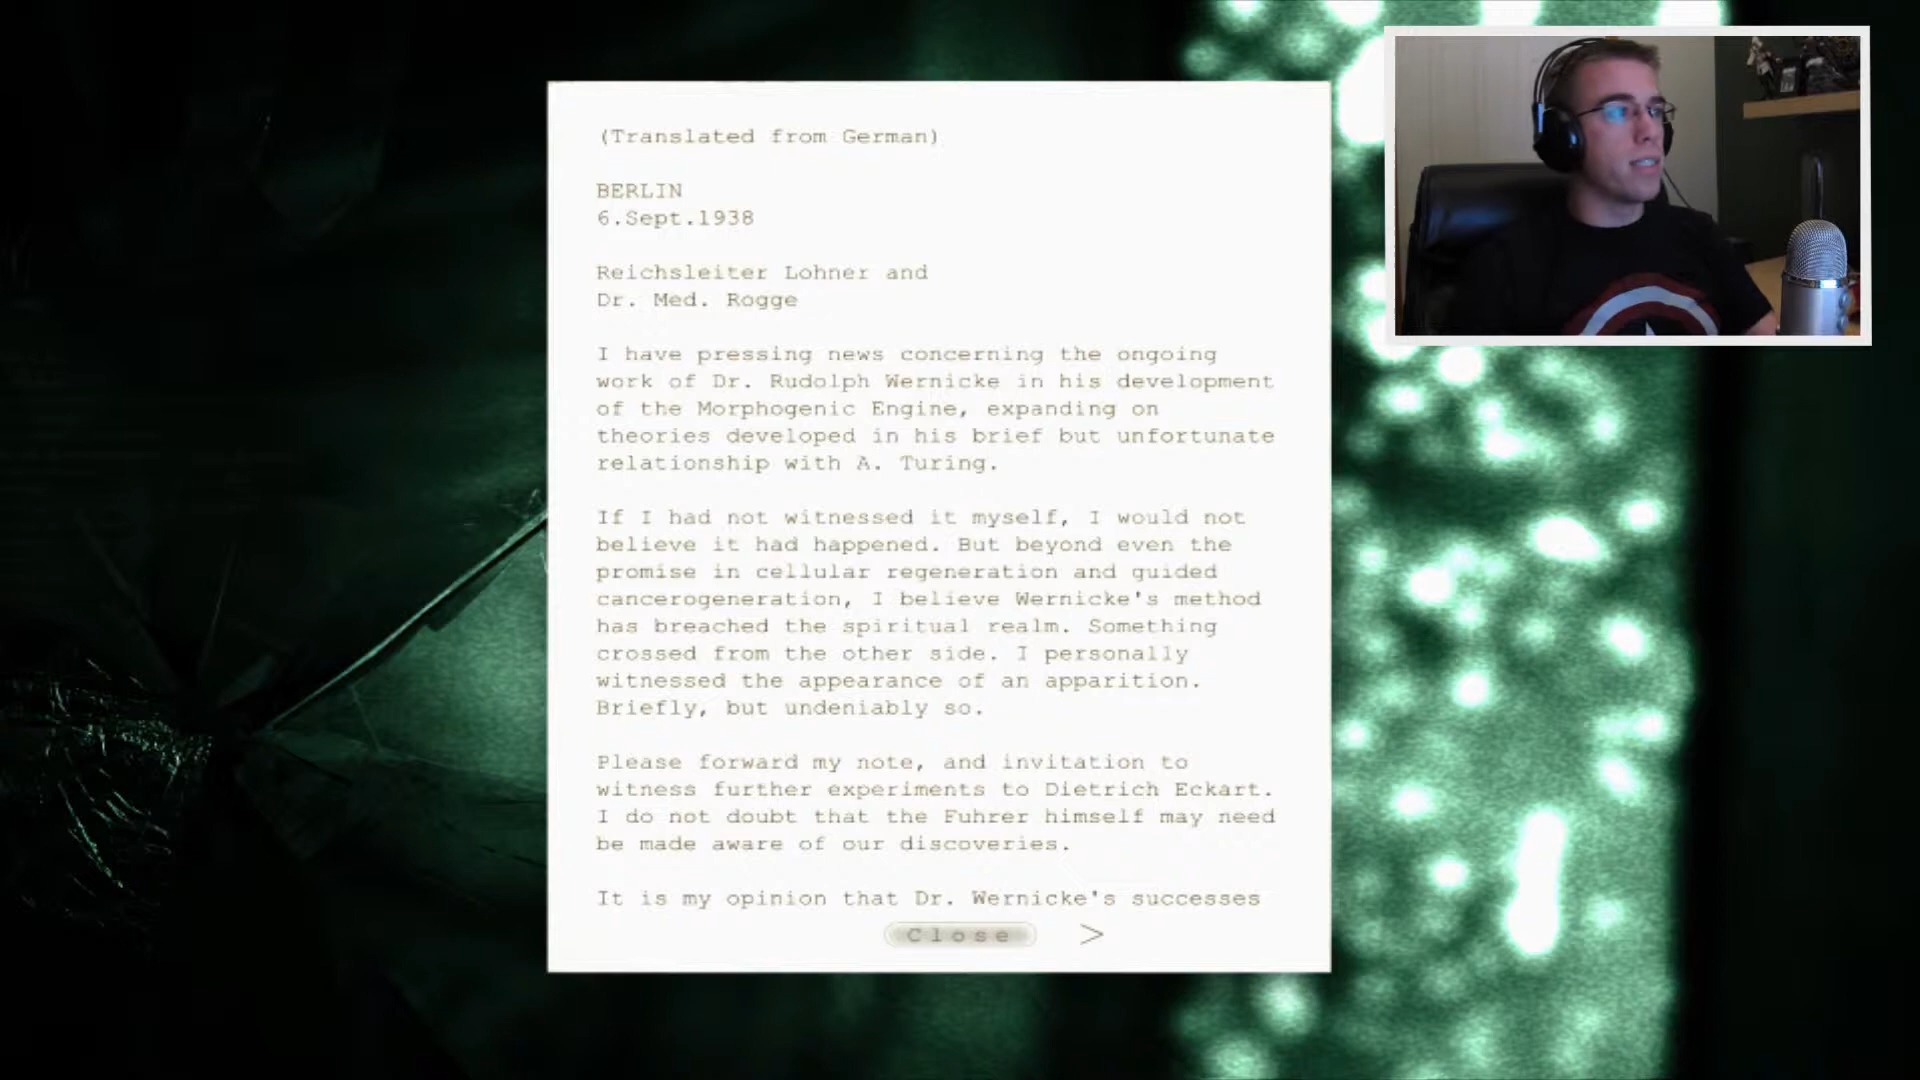 (Translated from German)
BERLIN
6.Sept.1938
Reichsleiter Lohner and
Dr. Med. Rogge
I have pressing news concerning the ongoing
work of Dr. Rudolph Wernicke in his development
of the Morphogenic Engine, expanding on
theories developed in his brief but unfortunate
relationship with A. Turing.
If I had not witnessed it myself, I would not
believe it had happened. But beyond even the
promise in cellular regeneration and guided
cancerogeneration, I believe Wernicke's method
has breached the spiritual realm. Something
crossed from the other side. I personally
witnessed the appearance of an apparition.
Briefly, but undeniably so.
Please forward my note, and invitation to
witness further experiments to Dietrich Eckart.
I do not doubt that the Fuhrer himself may need
be made aware of our discoveries.
It is my opinion that Dr. Wernicke's successes
Close >